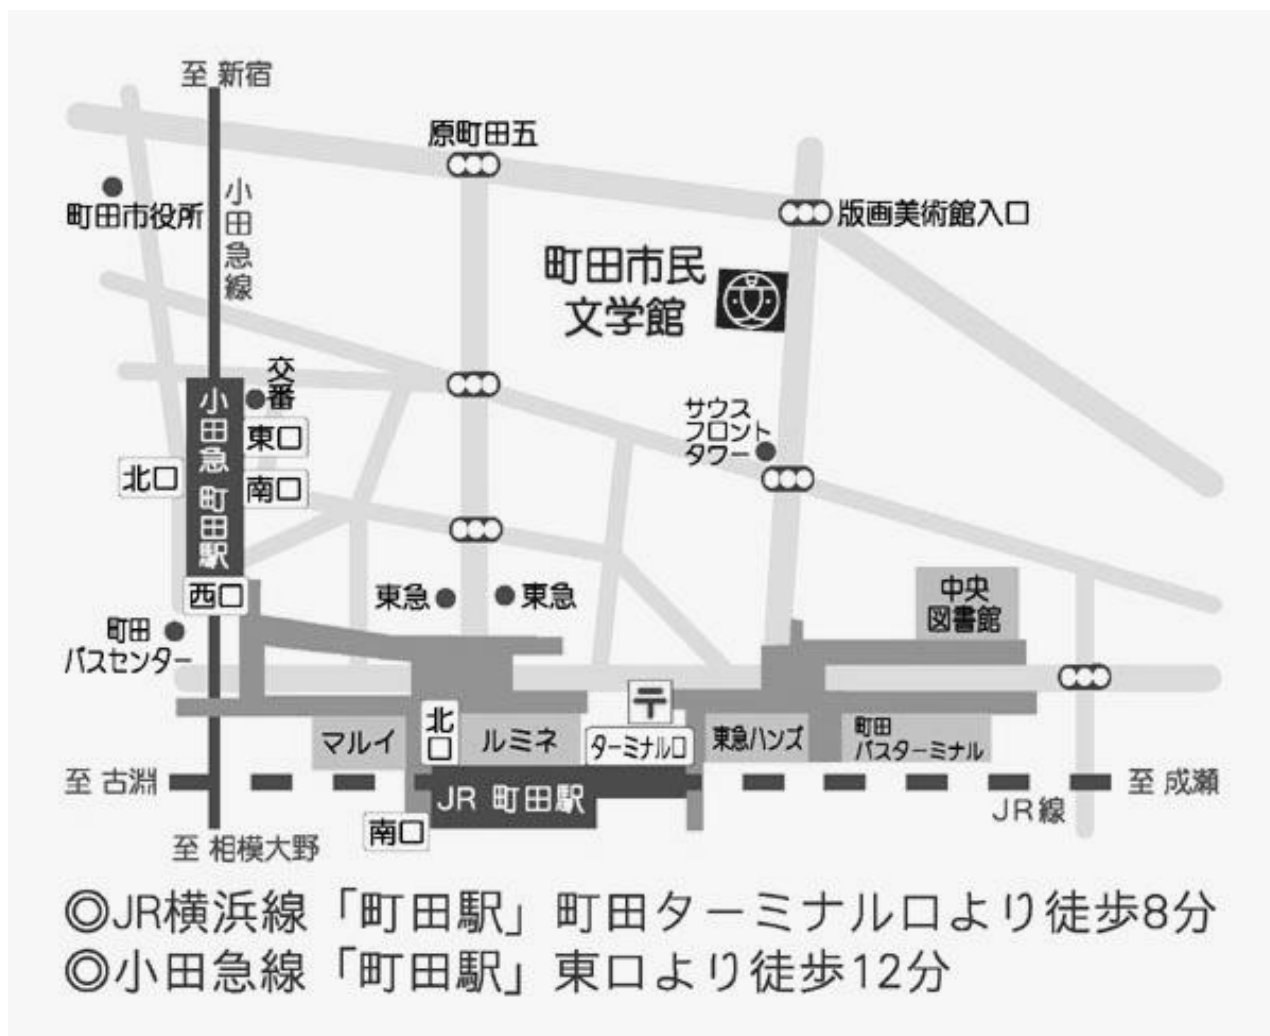 至 新宿
原町田五
小田急線
町田市役所
版画美術館入口
町田市民
文学館
交番
サウス
フロント
タワー
小田急 町田駅
東口
北口
南口
西口
東急
東急
中央
図書館
町田
バスセンター
〒
北口
マルイ
ルミネ
ターミナル口
東急ハンズ
町田
バスターミナル
至 古淵
JR 町田駅
至 成瀬
JR線
南口
至 相模大野
◎JR横浜線「町田駅」町田ターミナル口より徒歩8分
◎小田急線「町田駅」東口より徒歩12分